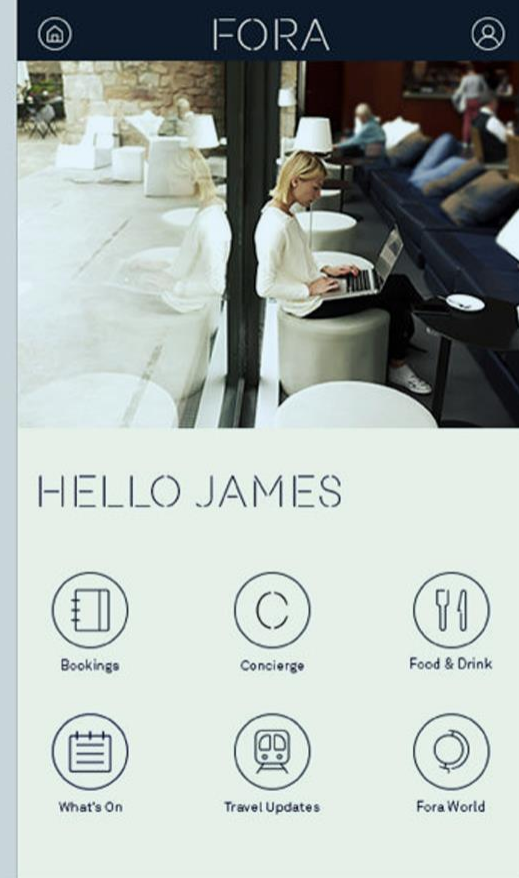 FORA
HELLO JAMES
Bookings
Concierge
Food & Drink
What's On
Travel Updates
Fora World